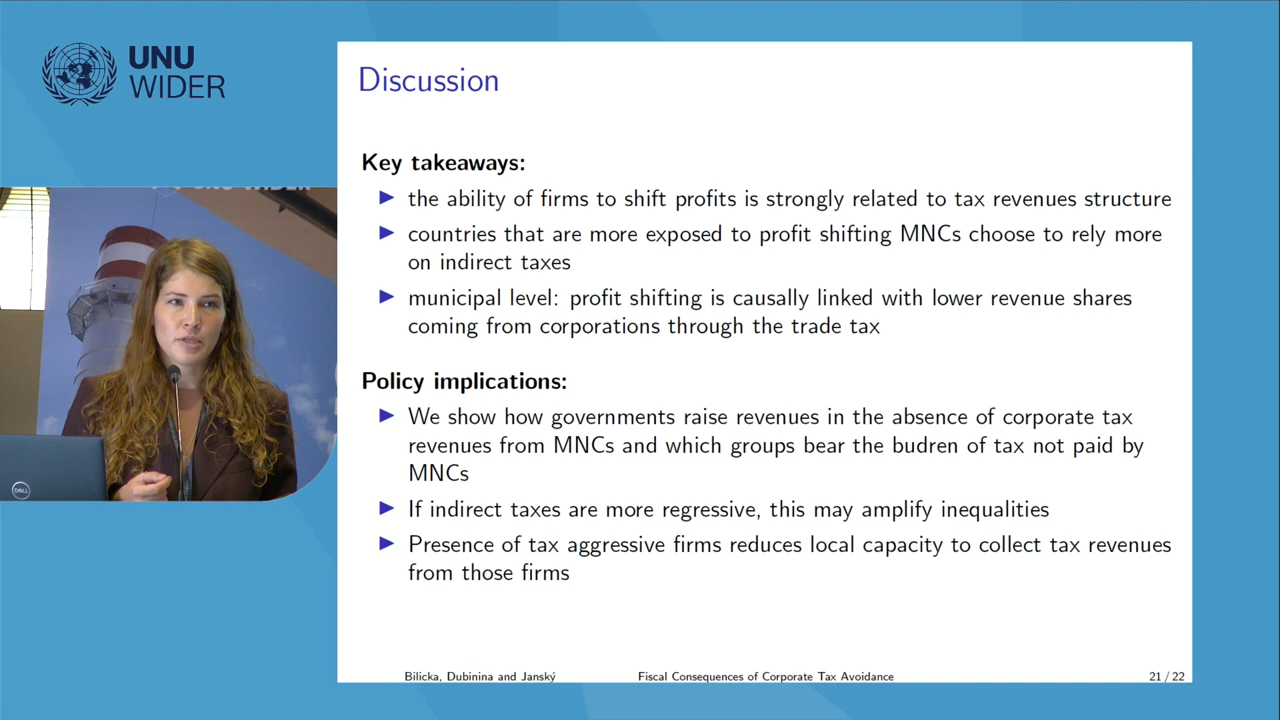 UNU
WIDER
UNU WIDER
DELL
Discussion
Key takeaways:
the ability of firms to shift profits is strongly related to tax revenues structure
countries that are more exposed to profit shifting MNCs choose to rely more
on indirect taxes
municipal level: profit shifting is causally linked with lower revenue shares
coming from corporations through the trade tax
Policy implications:
We show how governments raise revenues in the absence of corporate tax
revenues from MNCs and which groups bear the budren of tax not paid by
MNCs
If indirect taxes are more regressive, this may amplify inequalities
Presence of tax aggressive firms reduces local capacity to collect tax revenues
from those firms
Bilicka, Dubinina and Janský
Fiscal Consequences of Corporate Tax Avoidance
21 / 22